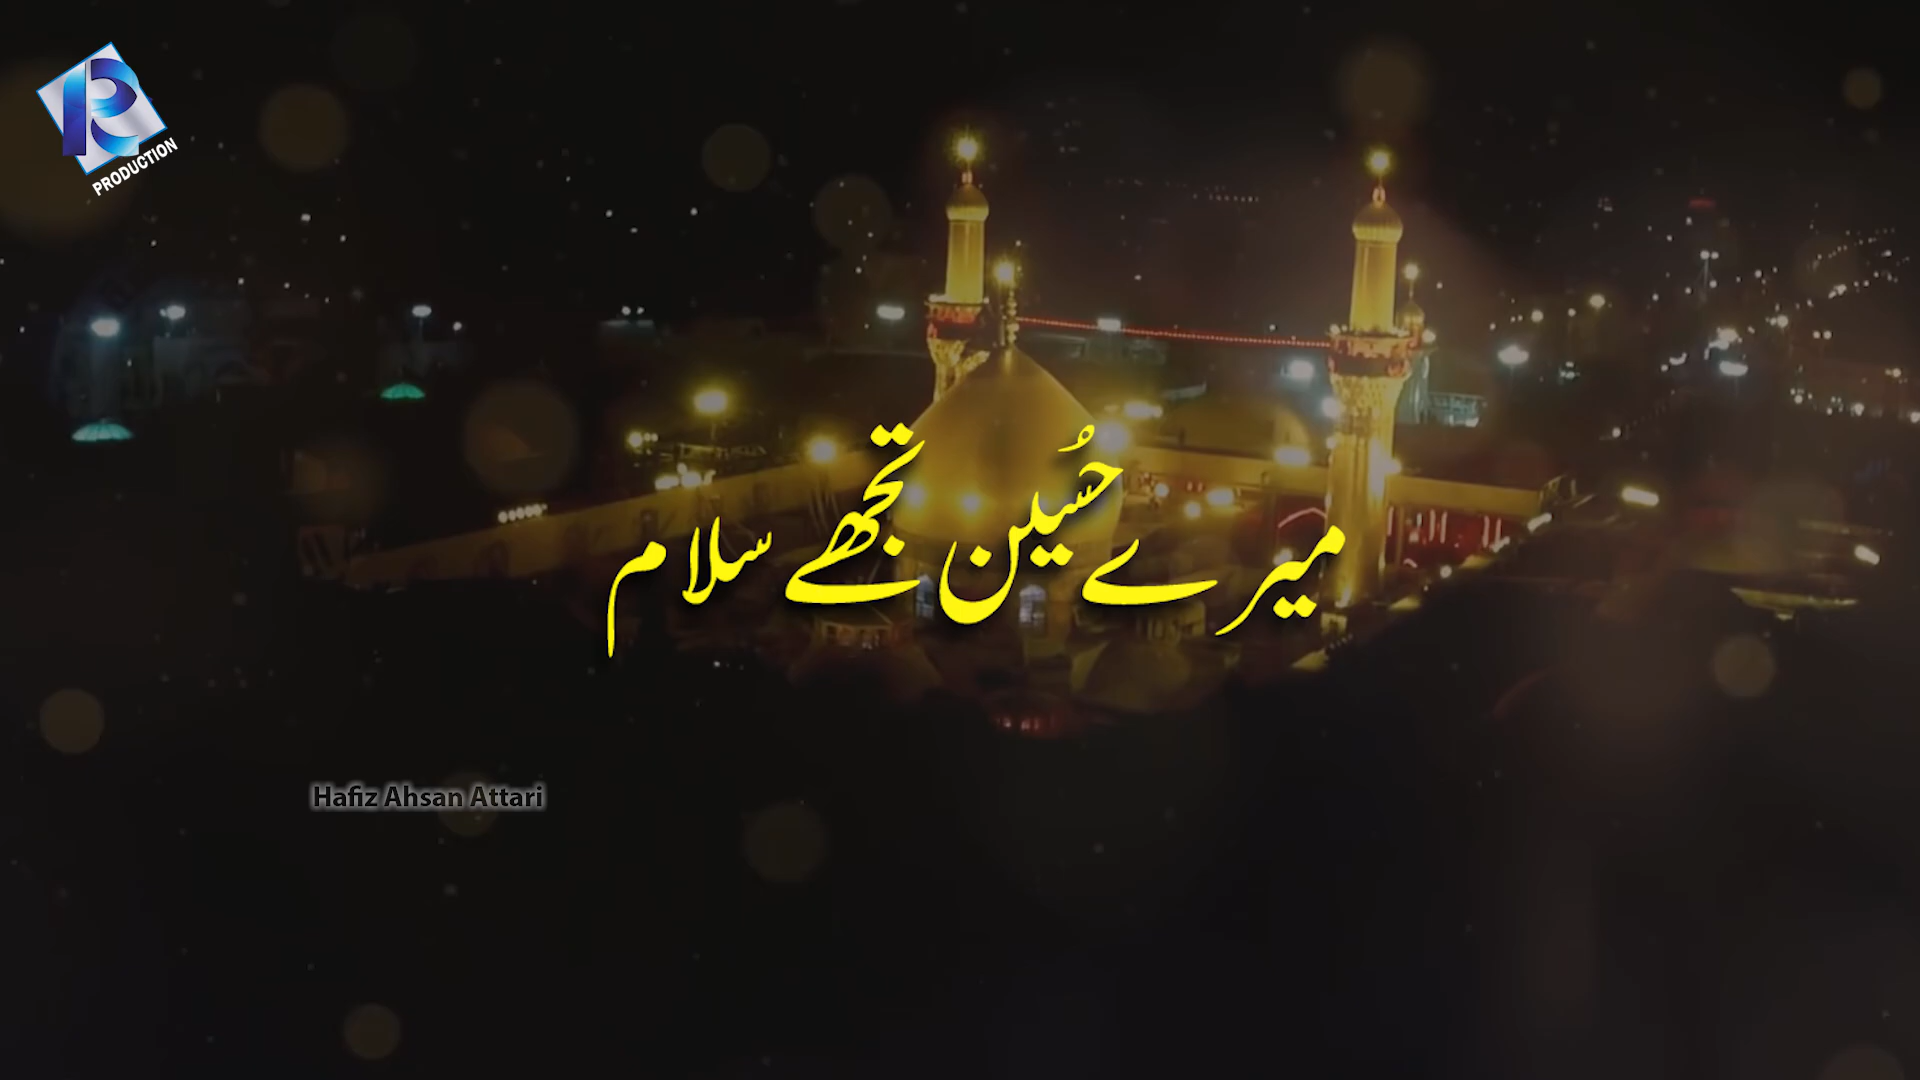 R
PRODUCTION
میرے حُسین تجھے سلام
Hafiz Ahsan Attari